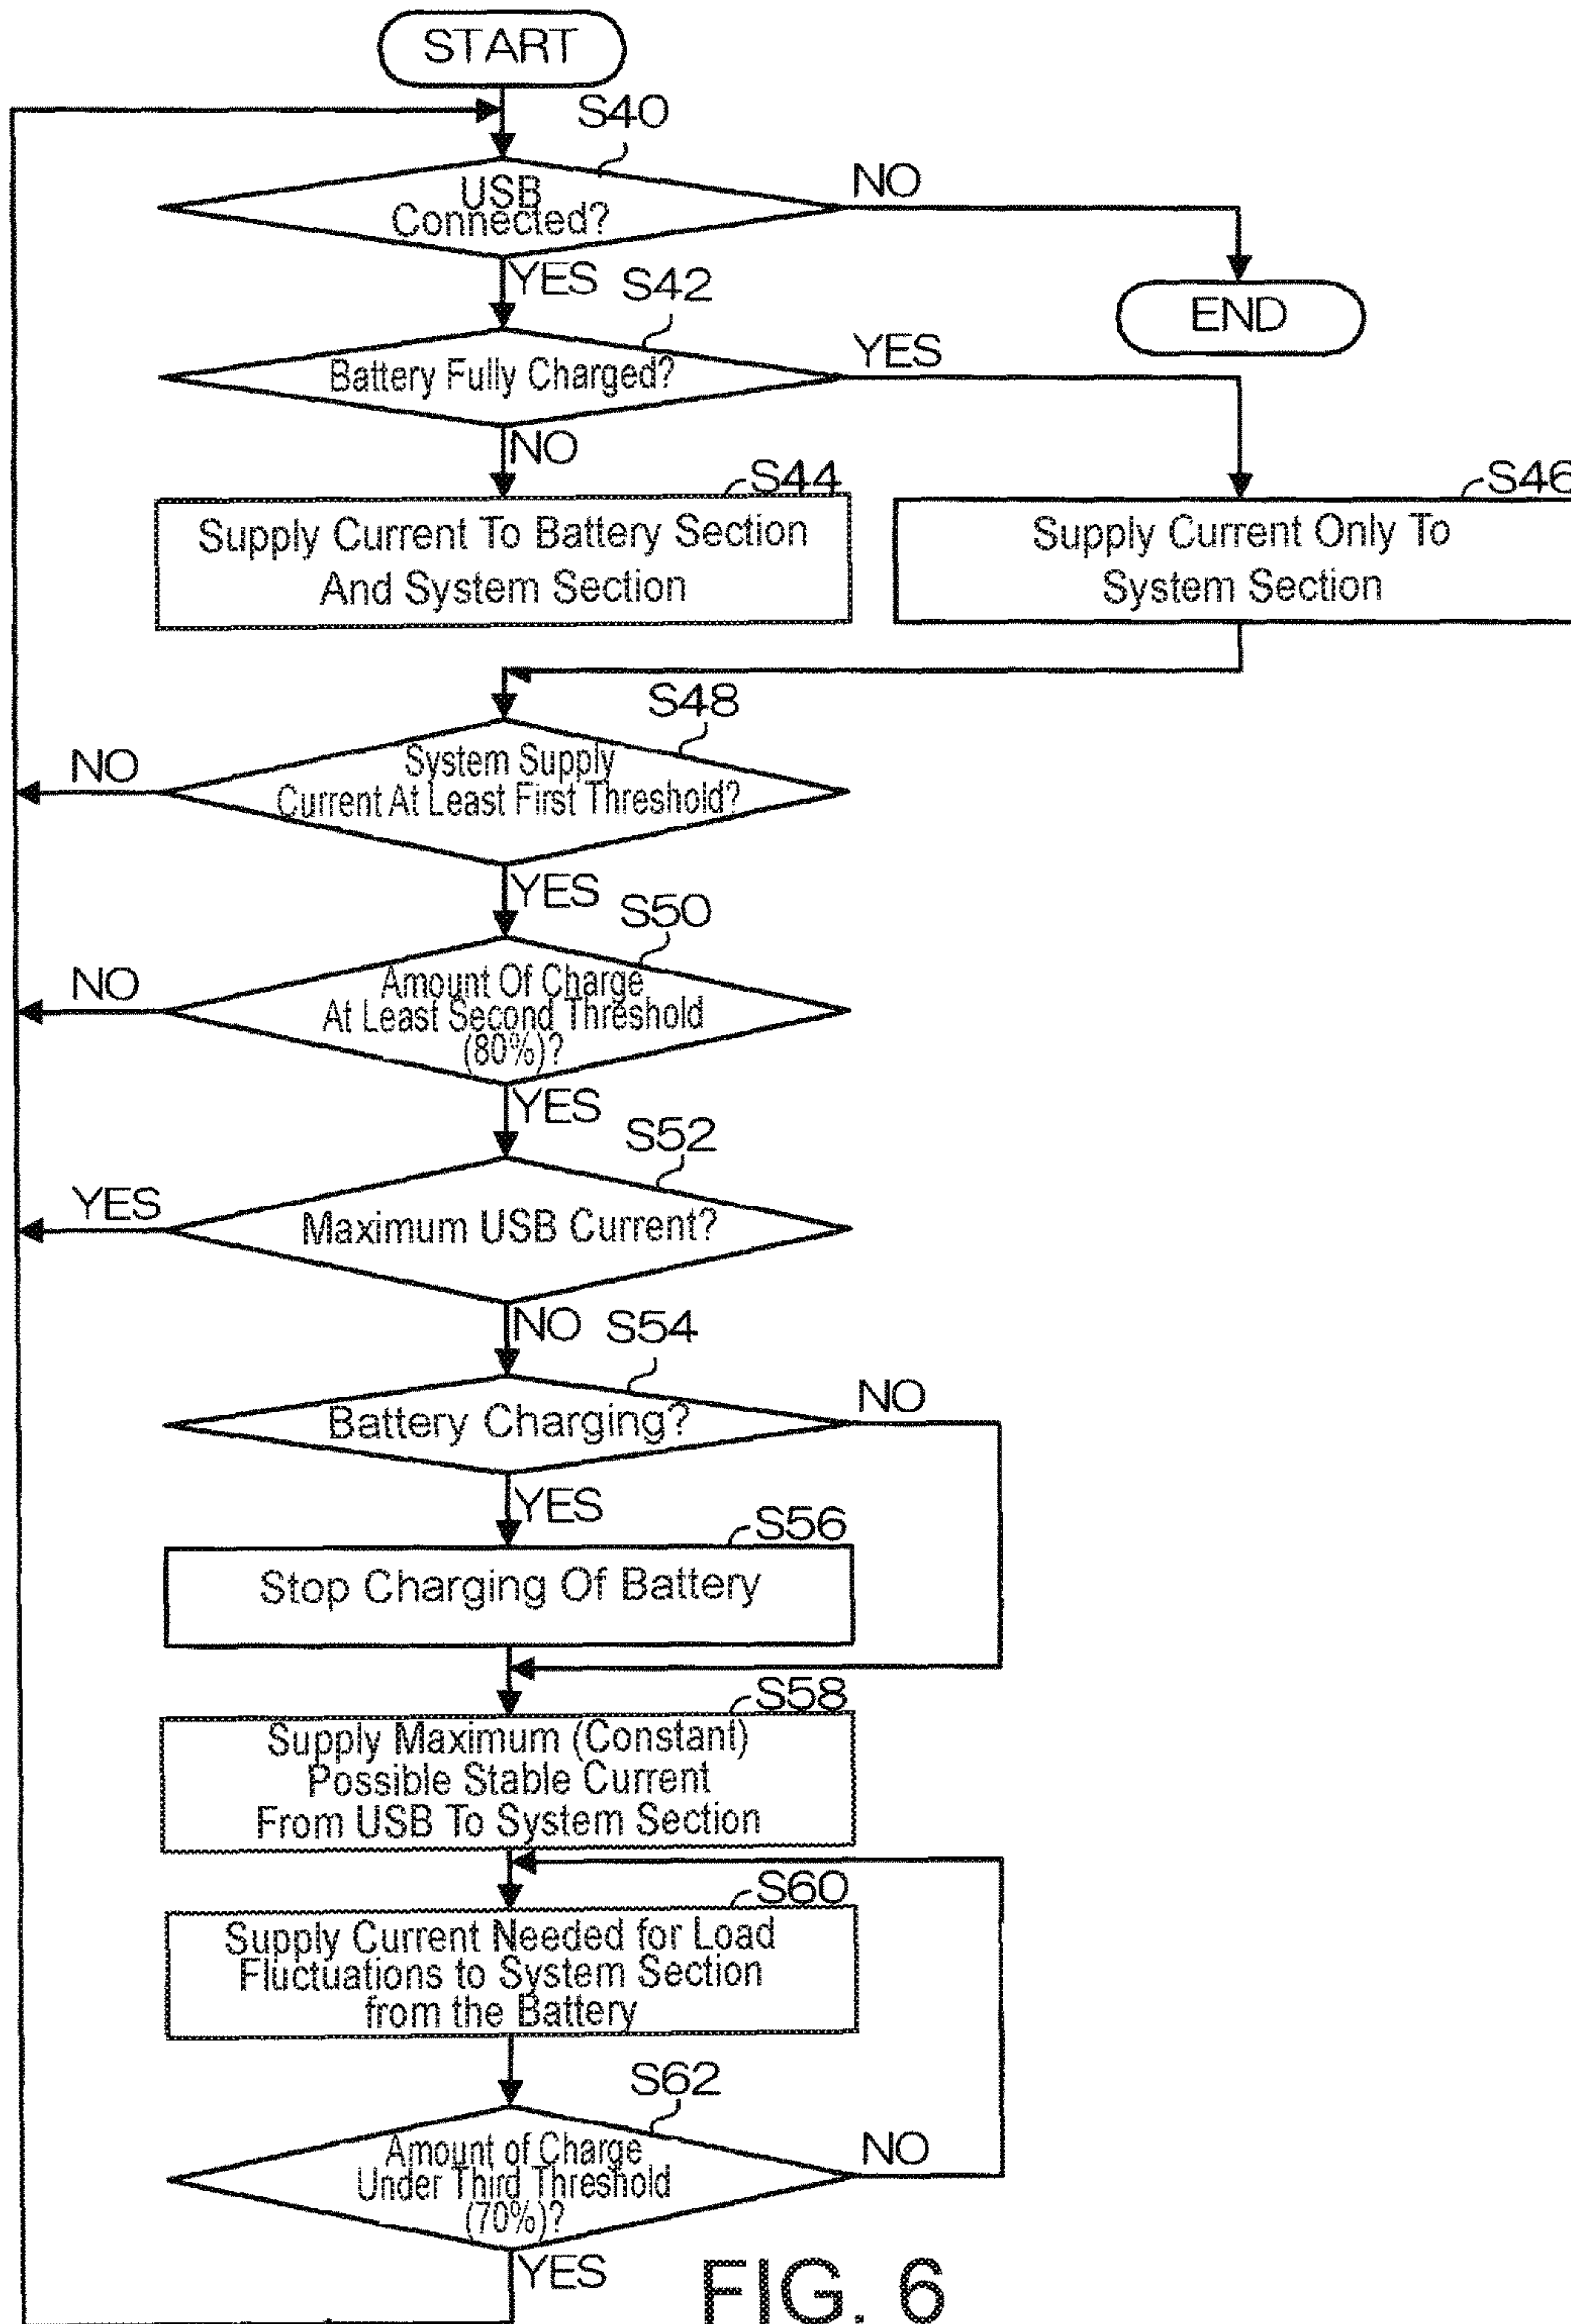 START
S40
USB
Connected?
NO
YES
S42
END
Battery Fully Charged?
YES
NO
S44
S46
Supply Current To Battery Section
And System Section
Supply Current Only To
System Section
S48
System Supply
Current At Least First Threshold?
NO
YES
S50
Amount Of Charge
At Least Second Threshold
(80%)?
NO
YES
S52
Maximum USB Current?
YES
NO
S54
Battery Charging?
NO
YES
S56
Stop Charging Of Battery
S58
Supply Maximum (Constant)
Possible Stable Current
From USB To System Section
S60
Supply Current Needed for Load
Fluctuations to System Section
from the Battery
S62
Amount of Charge
Under Third Threshold
(70%)?
NO
YES
FIG. 6